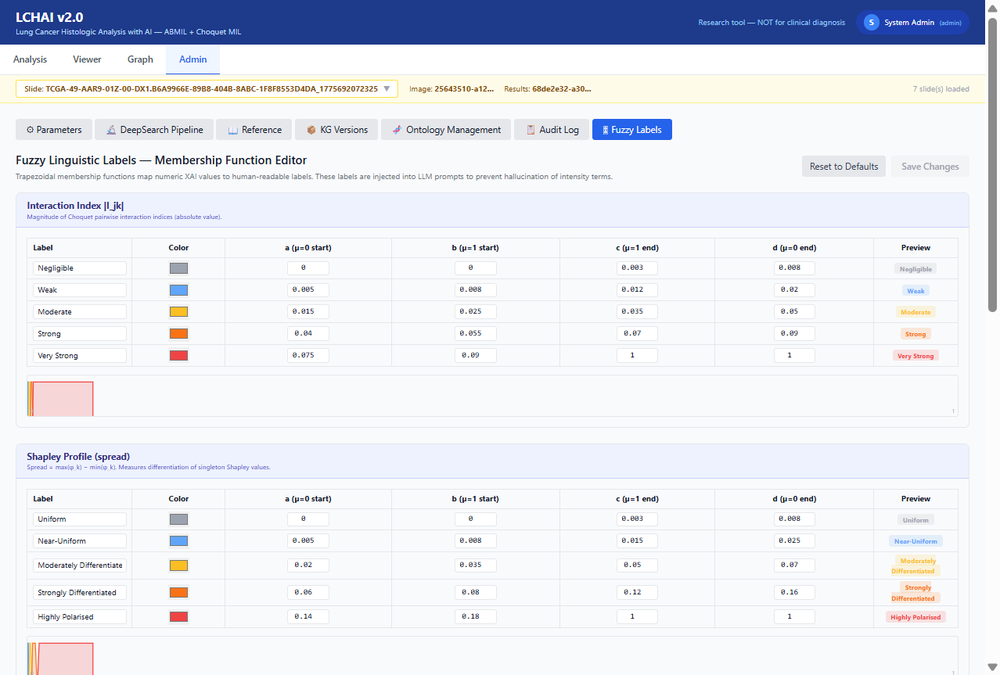 LCHAI v2.0
Lung Cancer Histologic Analysis with AI — ABMIL + Choquet MIL
Research tool — NOT for clinical diagnosis
S System Admin (admin)
Analysis Viewer Graph Admin
Slide: TCGA-49-AAR9-01Z-00-DX1.B6A9966E-89B8-404B-8ABC-1F8F8553D4DA_1775692072325 ▼ Image: 25643510-a12... Results: 68de2e32-a30... 7 slide(s) loaded
Parameters DeepSearch Pipeline Reference KG Versions Ontology Management Audit Log Fuzzy Labels
Fuzzy Linguistic Labels — Membership Function Editor
Trapezoidal membership functions map numeric XAI values to human-readable labels. These labels are injected into LLM prompts to prevent hallucination of intensity terms.
Reset to Defaults Save Changes
Interaction Index |I_jk|
Magnitude of Choquet pairwise interaction indices (absolute value).
Label Color a (μ=0 start) b (μ=1 start) c (μ=1 end) d (μ=0 end) Preview
Negligible 0 0 0.003 0.008 Negligible
Weak 0.005 0.008 0.012 0.02 Weak
Moderate 0.015 0.025 0.035 0.05 Moderate
Strong 0.04 0.055 0.07 0.09 Strong
Very Strong 0.075 0.09 1 1 Very Strong
1
Shapley Profile (spread)
Spread = max(φ_k) − min(φ_k). Measures differentiation of singleton Shapley values.
Label Color a (μ=0 start) b (μ=1 start) c (μ=1 end) d (μ=0 end) Preview
Uniform 0 0 0.003 0.008 Uniform
Near-Uniform 0.005 0.008 0.015 0.025 Near-Uniform
Moderately Differentiate 0.02 0.035 0.05 0.07 Moderately
Differentiated
Strongly Differentiated 0.06 0.08 0.12 0.16 Strongly
Differentiated
Highly Polarised 0.14 0.18 1 1 Highly Polarised
1